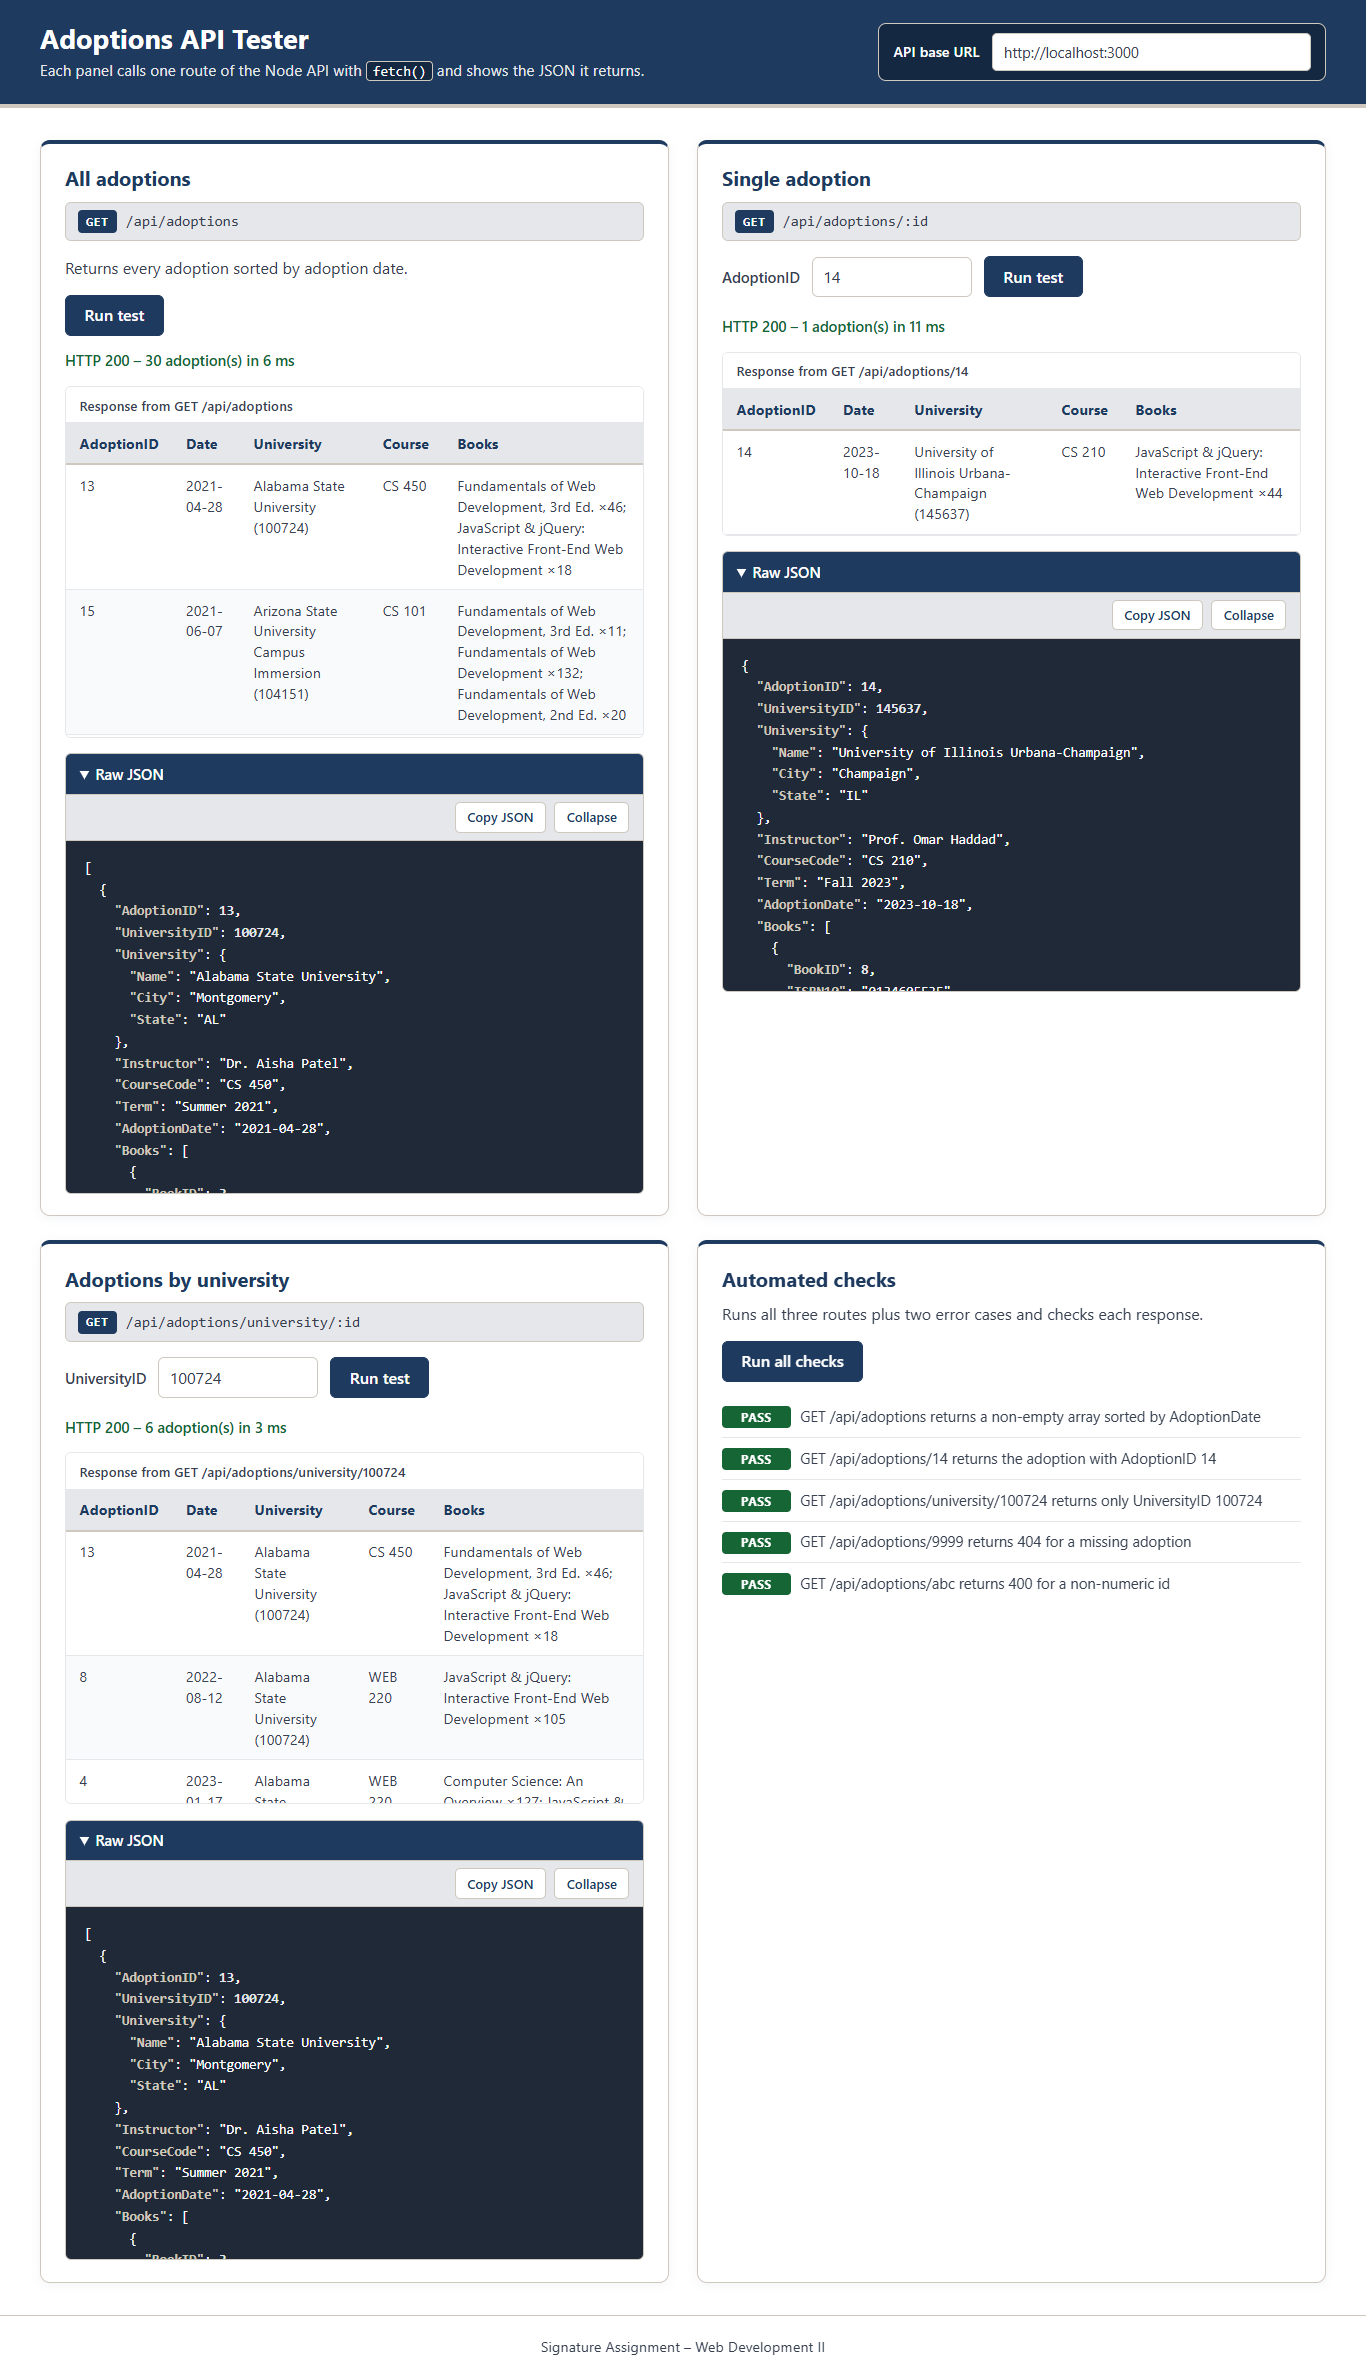 Adoptions API Tester
Each panel calls one route of the Node API with fetch() and shows the JSON it returns.
API base URL http://localhost:3000
All adoptions
GET /api/adoptions
Returns every adoption sorted by adoption date.
Run test
HTTP 200 – 30 adoption(s) in 6 ms
Response from GET /api/adoptions
AdoptionID Date University Course Books
13 2021- Alabama State CS 450 Fundamentals of Web
04-28 University Development, 3rd Ed. ×46;
(100724) JavaScript & jQuery:
Interactive Front-End Web
Development ×18
15 2021- Arizona State CS 101 Fundamentals of Web
06-07 University Development, 3rd Ed. ×11;
Campus Fundamentals of Web
Immersion Development ×132;
(104151) Fundamentals of Web
Development, 2nd Ed. ×20
▼ Raw JSON
Copy JSON Collapse
[
{
"AdoptionID": 13,
"UniversityID": 100724,
"University": {
"Name": "Alabama State University",
"City": "Montgomery",
"State": "AL"
},
"Instructor": "Dr. Aisha Patel",
"CourseCode": "CS 450",
"Term": "Summer 2021",
"AdoptionDate": "2021-04-28",
"Books": [
{
Single adoption
GET /api/adoptions/:id
AdoptionID 14 Run test
HTTP 200 – 1 adoption(s) in 11 ms
Response from GET /api/adoptions/14
AdoptionID Date University Course Books
14 2023- University of CS 210 JavaScript & jQuery:
10-18 Illinois Urbana- Interactive Front-End
Champaign Web Development ×44
(145637)
▼ Raw JSON
Copy JSON Collapse
{
"AdoptionID": 14,
"UniversityID": 145637,
"University": {
"Name": "University of Illinois Urbana-Champaign",
"City": "Champaign",
"State": "IL"
},
"Instructor": "Prof. Omar Haddad",
"CourseCode": "CS 210",
"Term": "Fall 2023",
"AdoptionDate": "2023-10-18",
"Books": [
{
"BookID": 8,
Adoptions by university
GET /api/adoptions/university/:id
UniversityID 100724 Run test
HTTP 200 – 6 adoption(s) in 3 ms
Response from GET /api/adoptions/university/100724
AdoptionID Date University Course Books
13 2021- Alabama CS 450 Fundamentals of Web
04-28 State Development, 3rd Ed. ×46;
University JavaScript & jQuery:
(100724) Interactive Front-End Web
Development ×18
8 2022- Alabama WEB JavaScript & jQuery:
08-12 State 220 Interactive Front-End Web
University Development ×105
(100724)
4 2023- Alabama WEB Computer Science: An
▼ Raw JSON
Copy JSON Collapse
[
{
"AdoptionID": 13,
"UniversityID": 100724,
"University": {
"Name": "Alabama State University",
"City": "Montgomery",
"State": "AL"
},
"Instructor": "Dr. Aisha Patel",
"CourseCode": "CS 450",
"Term": "Summer 2021",
"AdoptionDate": "2021-04-28",
"Books": [
{
Automated checks
Runs all three routes plus two error cases and checks each response.
Run all checks
PASS GET /api/adoptions returns a non-empty array sorted by AdoptionDate
PASS GET /api/adoptions/14 returns the adoption with AdoptionID 14
PASS GET /api/adoptions/university/100724 returns only UniversityID 100724
PASS GET /api/adoptions/9999 returns 404 for a missing adoption
PASS GET /api/adoptions/abc returns 400 for a non-numeric id
Signature Assignment – Web Development II